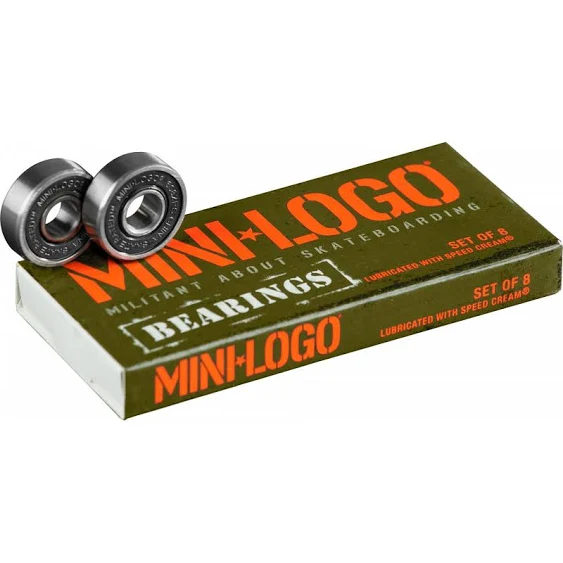 MINI★LOGO®
MILITANT ABOUT SKATEBOARDING
BEARINGS
SET OF 8
LUBRICATED WITH SPEED CREAM®
MINI★LOGO®
SET OF 8
LUBRICATED WITH SPEED CREAM®
MINI-LOGO®
MINI-LOGO®